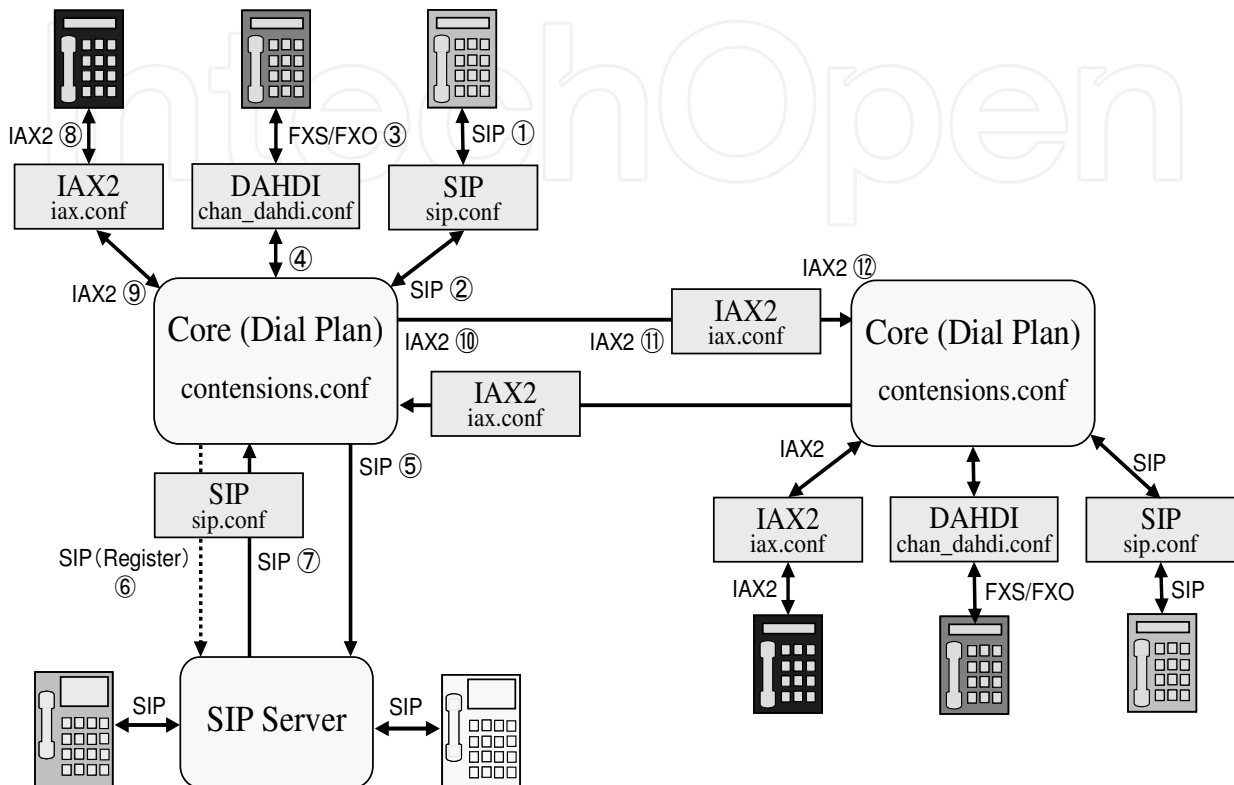 IntechOpen
IAX2 ⑧
FXS/FXO ③
SIP ①
IAX2
iax.conf
DAHDI
chan_dahdi.conf
SIP
sip.conf
IAX2 ⑨
④
SIP ②
IAX2 ⑫
Core (Dial Plan)
contensions.conf
IAX2 ⑩
IAX2 ⑪
IAX2
iax.conf
Core (Dial Plan)
contensions.conf
IAX2
iax.conf
SIP ⑤
SIP
sip.conf
SIP(Register)
⑥
SIP ⑦
IAX2
SIP
IAX2
iax.conf
DAHDI
chan_dahdi.conf
SIP
sip.conf
IAX2
FXS/FXO
SIP
SIP
SIP Server
SIP